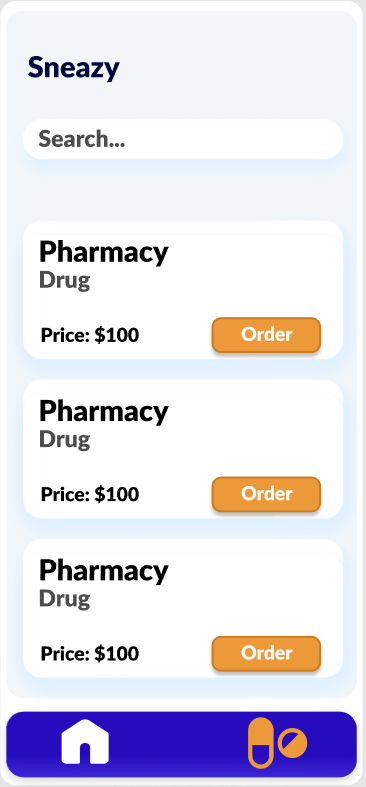 Sneazy
Search...
Pharmacy
Drug
Price: $100
Order
Pharmacy
Drug
Price: $100
Order
Pharmacy
Drug
Price: $100
Order